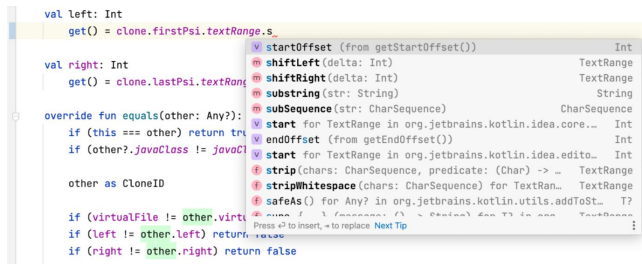 val left: Int
get() = clone.firstPsi.textRange.s
startOffset (from getStartOffset()) Int
shiftLeft(delta: Int) TextRange
shiftRight(delta: Int) TextRange
substring(str: String) String
subSequence(str: CharSequence) CharSequence
start for TextRange in org.jetbrains.kotlin.idea.core.… Int
endOffset (from getEndOffset()) Int
start for TextRange in org.jetbrains.kotlin.idea.edito… Int
strip(chars: CharSequence, predicate: (Char) -> … TextRange
stripWhitespace(chars: CharSequence) for TextRan… TextRange
safeAs() for Any? in org.jetbrains.kotlin.utils.addToSt… T?
Press ↵ to insert, → to replace Next Tip
val right: Int
get() = clone.lastPsi.textRang
override fun equals(other: Any?):
if (this === other) return tru
if (other?.javaClass != javaCl
other as CloneID
if (virtualFile != other.virtu
if (left != other.left) return false
if (right != other.right) return false